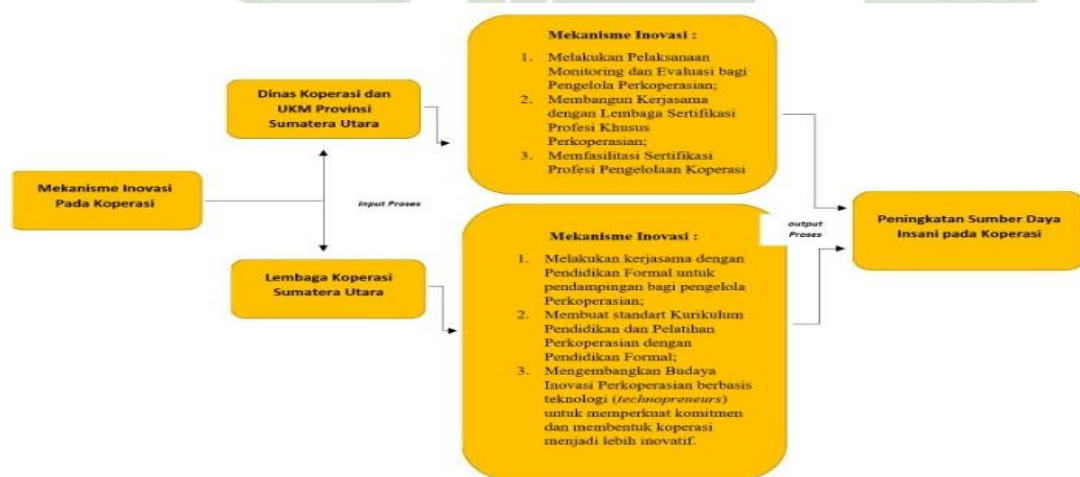 Mekanisme Inovasi
Pada Koperasi
Dinas Koperasi dan
UKM Provinsi
Sumatera Utara
Input Proses
Lembaga Koperasi
Sumatera Utara
Mekanisme Inovasi :
1. Melakukan Pelaksanaan
Monitoring dan Evaluasi bagi
Pengelola Perkoperasian;
2. Membangun Kerjasama
dengan Lembaga Sertifikasi
Profesi Khusus
Perkoperasian;
3. Memfasilitasi Sertifikasi
Profesi Pengelolaan Koperasi
Mekanisme Inovasi :
1. Melakukan kerjasama dengan
Pendidikan Formal untuk
pendampingan bagi pengelola
Perkoperasian;
2. Membuat standart Kurikulum
Pendidikan dan Pelatihan
Perkoperasian dengan
Pendidikan Formal;
3. Mengembangkan Budaya
Inovasi Perkoperasian berbasis
teknologi (technopreneurs)
untuk memperkuat komitmen
dan membentuk koperasi
menjadi lebih inovatif.
output
Proses
Peningkatan Sumber Daya
Insani pada Koperasi